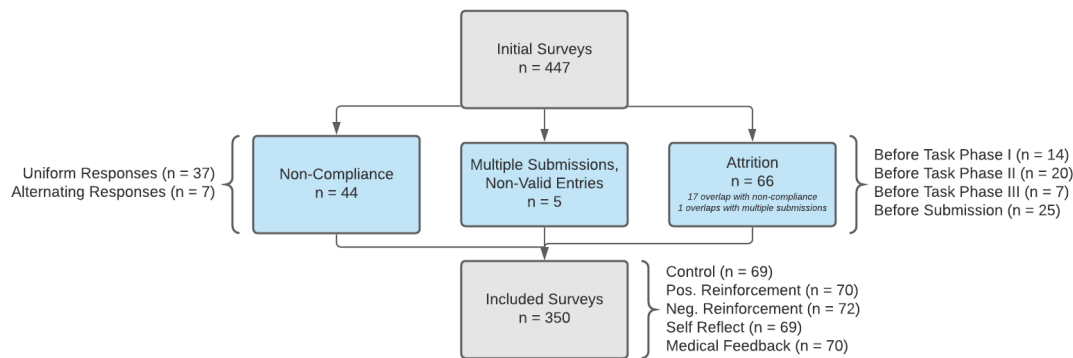 Initial Surveys
n = 447
Uniform Responses (n = 37)
Alternating Responses (n = 7)
Non-Compliance
n = 44
Multiple Submissions,
Non-Valid Entries
n = 5
Attrition
n = 66
17 overlap with non-compliance
1 overlaps with multiple submissions
Before Task Phase I (n = 14)
Before Task Phase II (n = 20)
Before Task Phase III (n = 7)
Before Submission (n = 25)
Included Surveys
n = 350
Control (n = 69)
Pos. Reinforcement (n = 70)
Neg. Reinforcement (n = 72)
Self Reflect (n = 69)
Medical Feedback (n = 70)